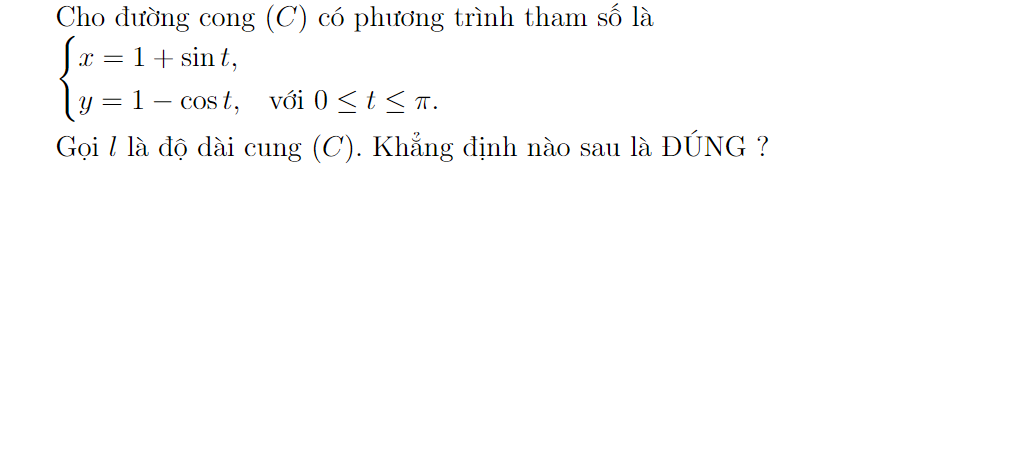 Cho đường cong (C) có phương trình tham số là
x = 1 + sin t,
y = 1 − cos t, với 0 ≤ t ≤ π.
Gọi l là độ dài cung (C). Khẳng định nào sau là ĐÚNG ?